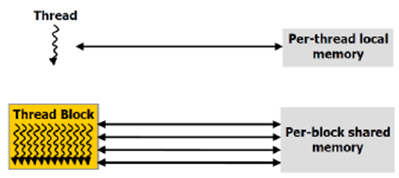 Thread
Per-thread local
memory
Thread Block
Per-block shared
memory